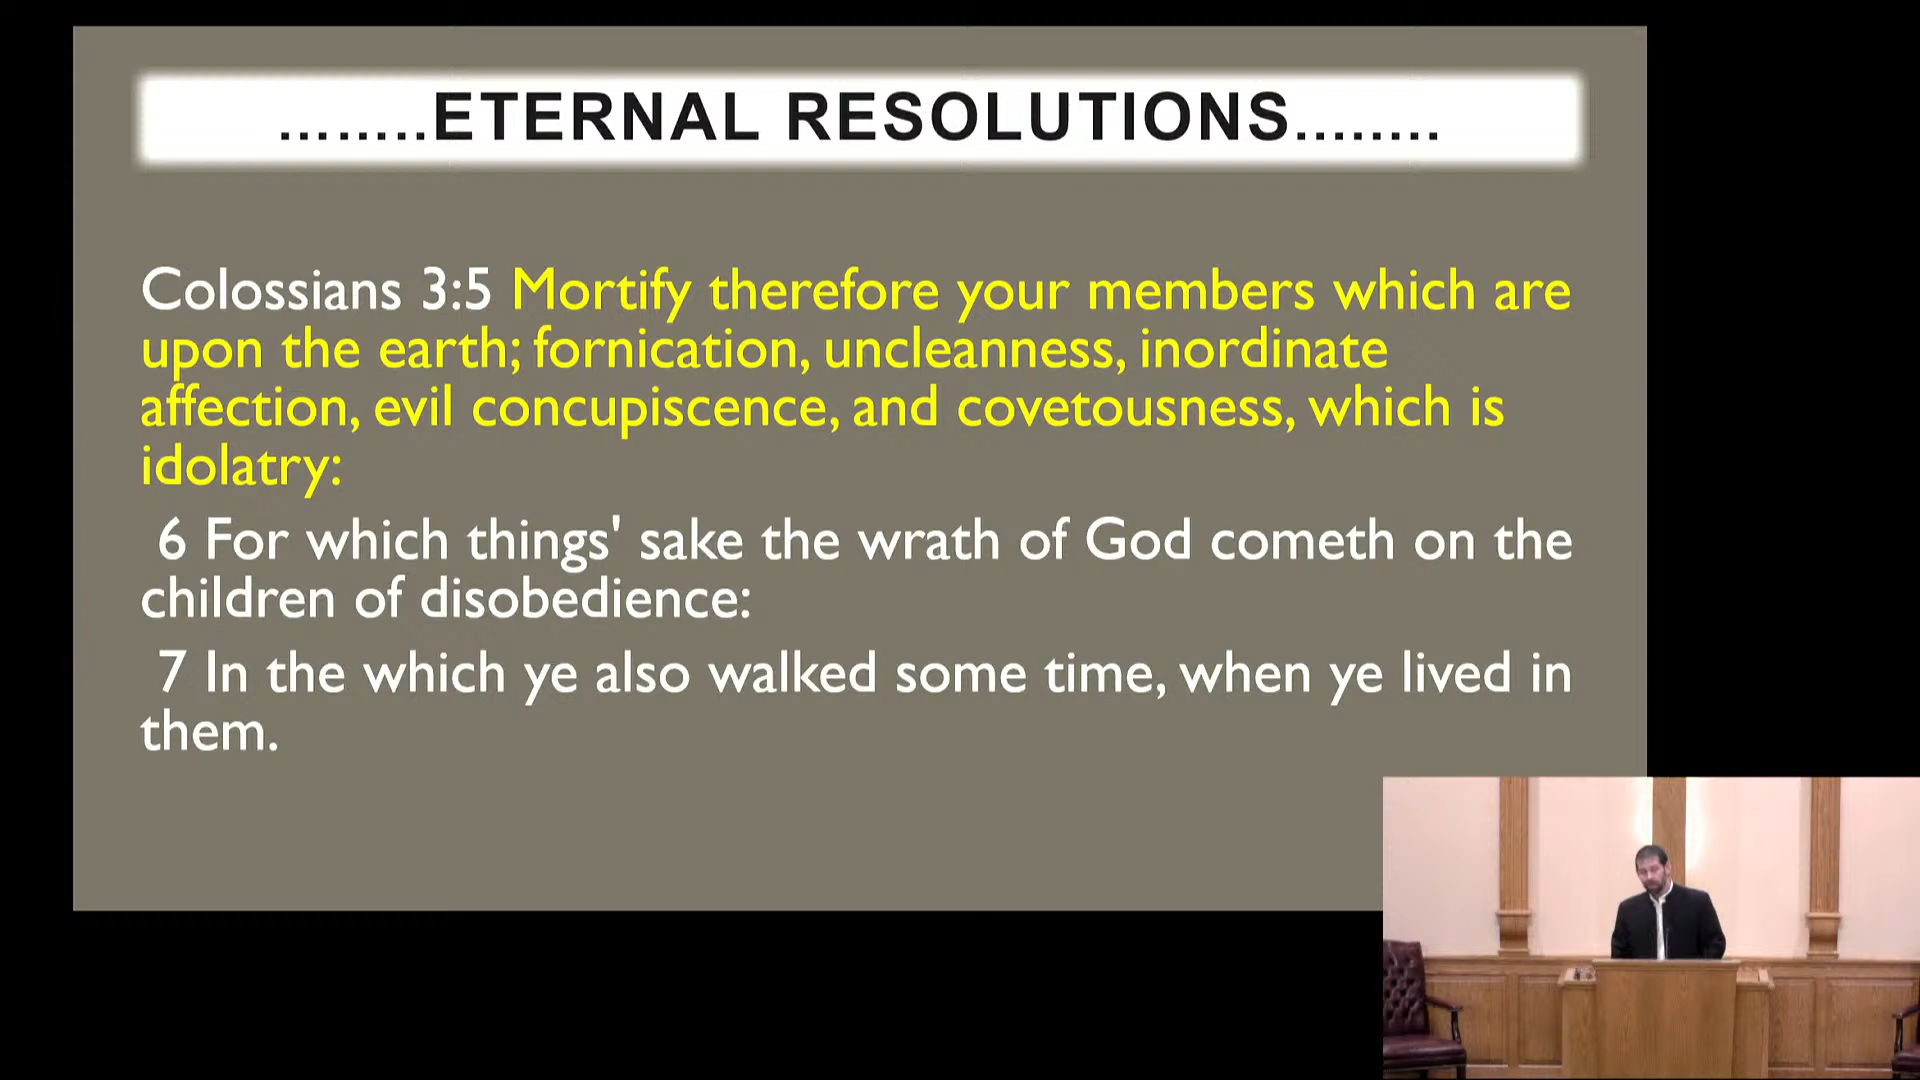 ........ETERNAL RESOLUTIONS........
Colossians 3:5 Mortify therefore your members which are
upon the earth; fornication, uncleanness, inordinate
affection, evil concupiscence, and covetousness, which is
idolatry:
6 For which things' sake the wrath of God cometh on the
children of disobedience:
7 In the which ye also walked some time, when ye lived in
them.